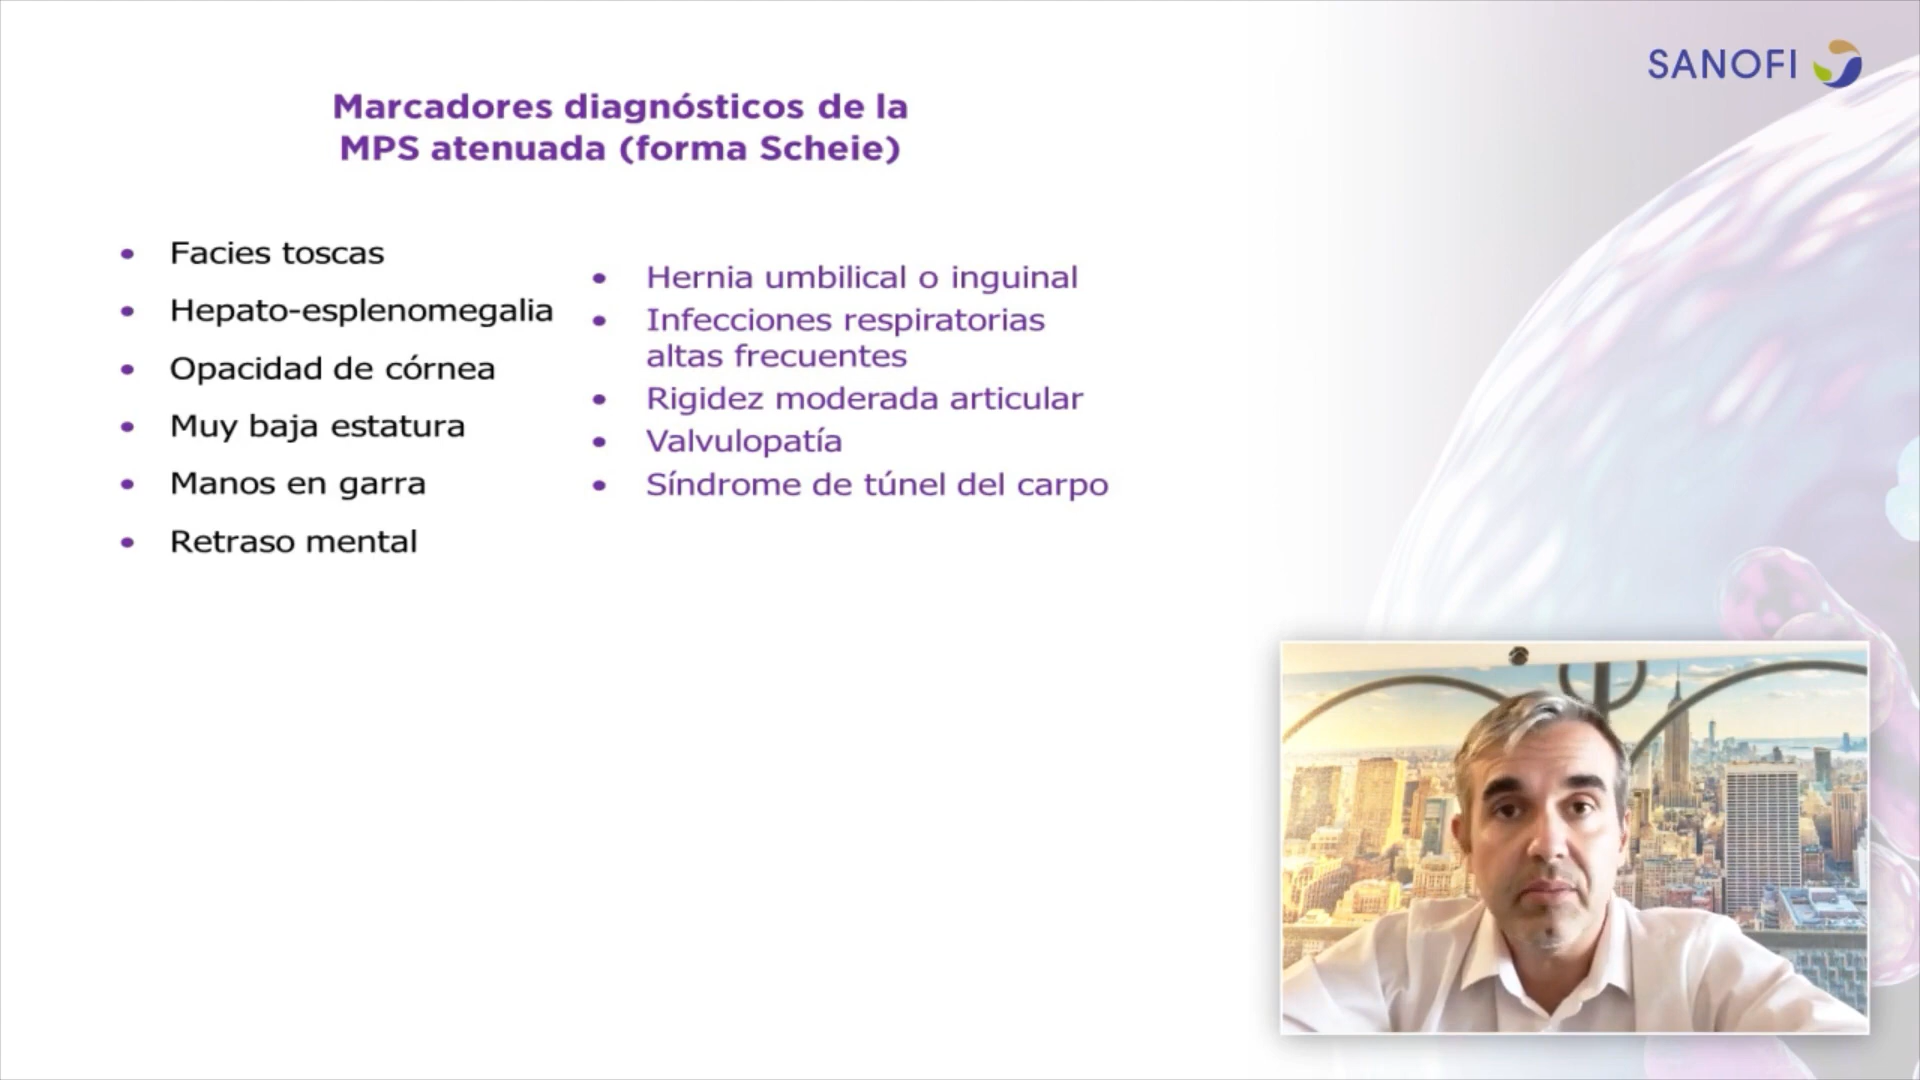 SANOFI
Marcadores diagnósticos de la
MPS atenuada (forma Scheie)
• Facies toscas
• Hepato-esplenomegalia
• Opacidad de córnea
• Muy baja estatura
• Manos en garra
• Retraso mental
• Hernia umbilical o inguinal
• Infecciones respiratorias
altas frecuentes
• Rigidez moderada articular
• Valvulopatía
• Síndrome de túnel del carpo